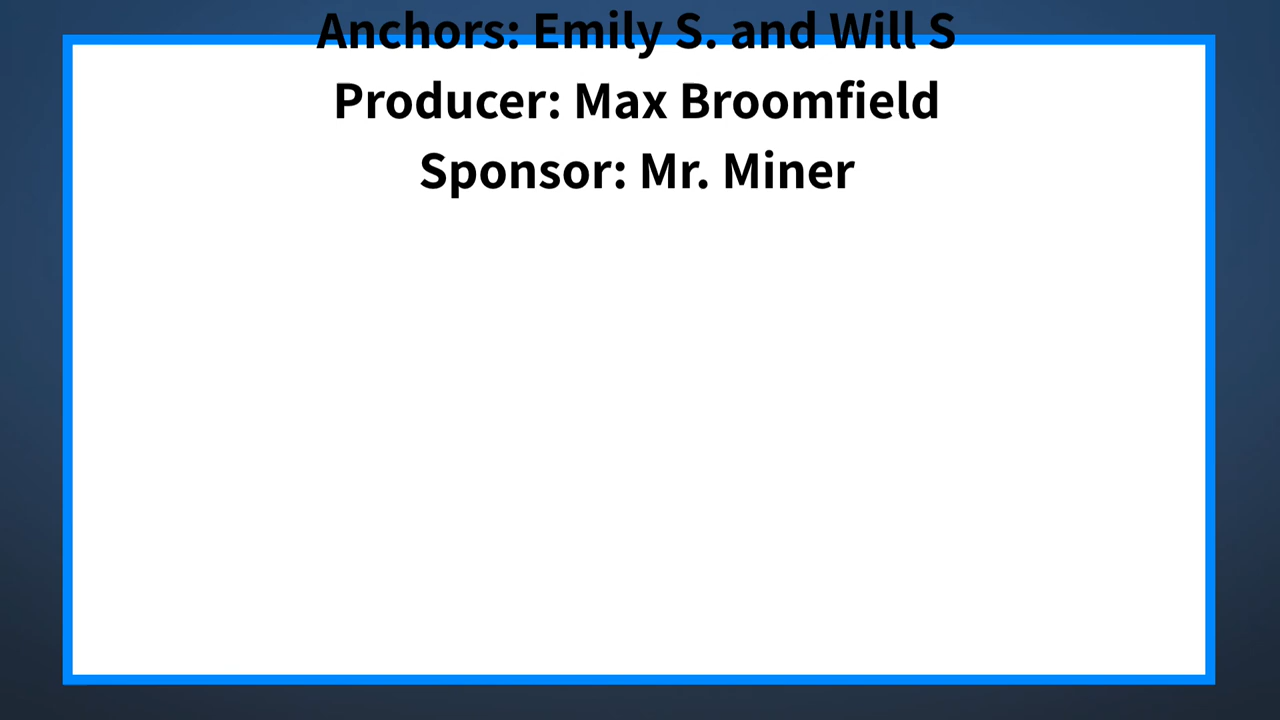 Anchors: Emily S. and Will S
Producer: Max Broomfield
Sponsor: Mr. Miner